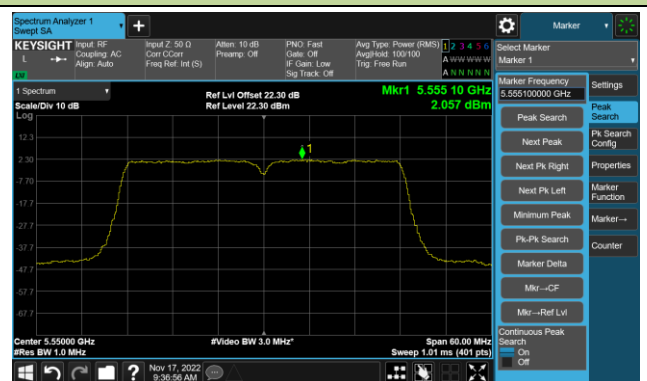 Spectrum Analyzer 1
Swept SA
+
Marker
KEYSIGHT
L
LW
Input: RF
Coupling: AC
Align: Auto
Input Z: 50 Ω
Corr CCorr
Freq Ref: Int (S)
Atten: 10 dB
Preamp: Off
PNO: Fast
Gate: Off
IF Gain: Low
Sig Track: Off
Avg Type: Power (RMS)
Avg|Hold: 100/100
Trig: Free Run
1 2 3 4 5 6
A W W W W W
A N N N N N
Select Marker
Marker 1
1 Spectrum
Scale/Div 10 dB
Log
Ref Lvl Offset 22.30 dB
Ref Level 22.30 dBm
Mkr1 5.555 10 GHz
2.057 dBm
12.3
2.30
-7.70
-17.7
-27.7
-37.7
-47.7
-57.7
-67.7
1
Center 5.55000 GHz
#Res BW 1.0 MHz
#Video BW 3.0 MHz*
Span 60.00 MHz
Sweep 1.01 ms (401 pts)
Marker Frequency
5.555100000 GHz
Peak Search
Next Peak
Next Pk Right
Next Pk Left
Minimum Peak
Pk-Pk Search
Marker Delta
Mkr→CF
Mkr→Ref Lvl
Continuous Peak
Search
On
Off
Settings
Peak
Search
Pk Search
Config
Properties
Marker
Function
Marker→
Counter
?
Nov 17, 2022
9:36:56 AM